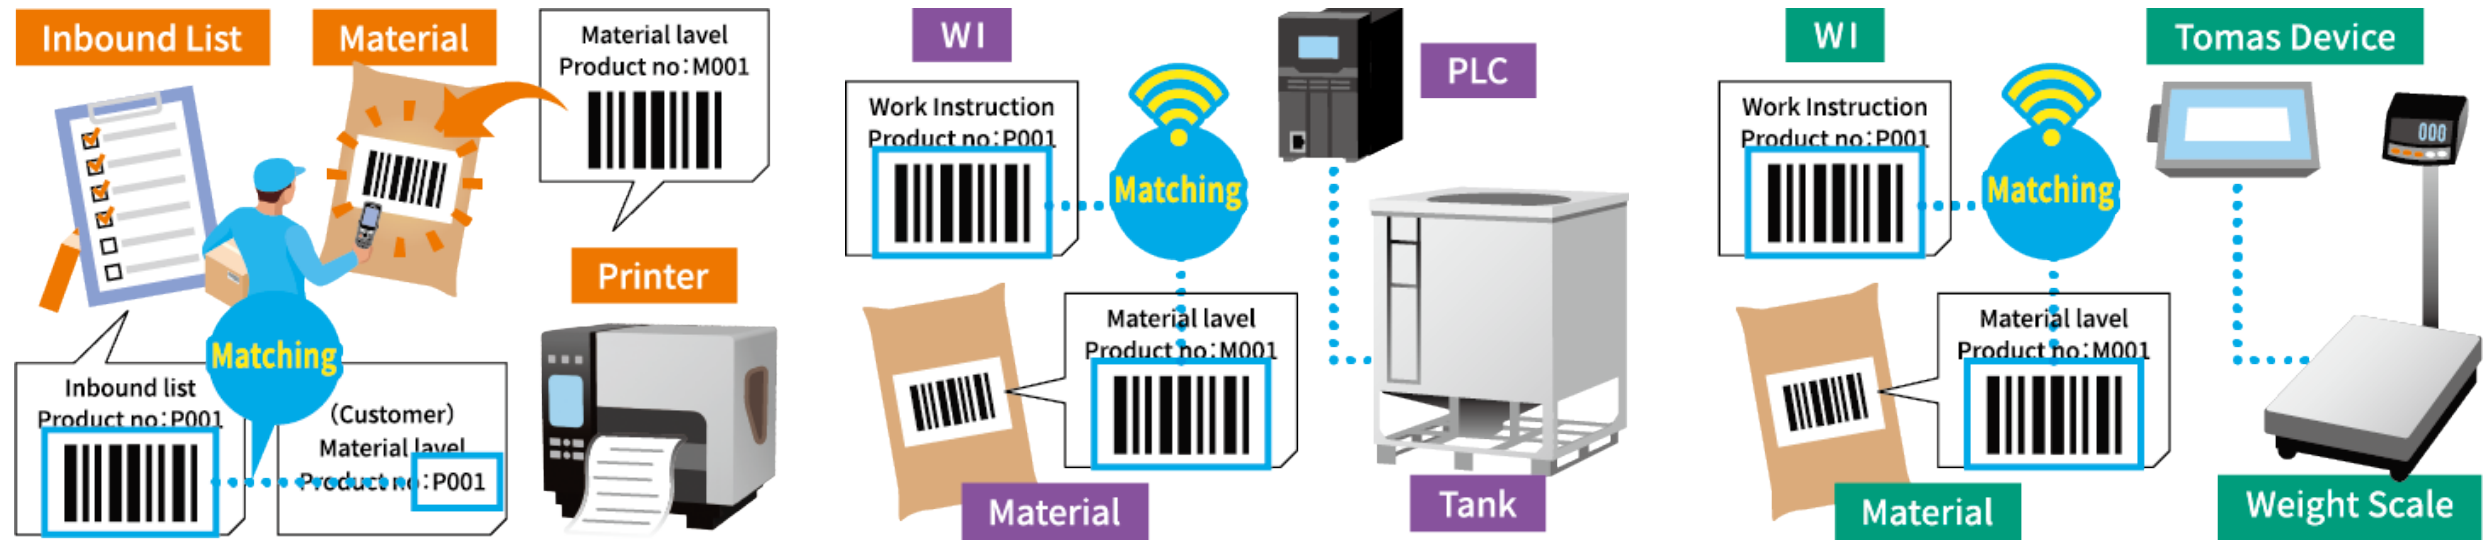 Inbound List
Material
Material lavel
Product no:M001
Printer
Matching
Inbound list
Product no:P001
(Customer)
Material lavel
Product no:P001
WI
PLC
Work Instruction
Product no:P001
Matching
Material lavel
Product no:M001
Material
Tank
WI
Tomas Device
Work Instruction
Product no:P001
000
Matching
Material lavel
Product no:M001
Material
Weight Scale